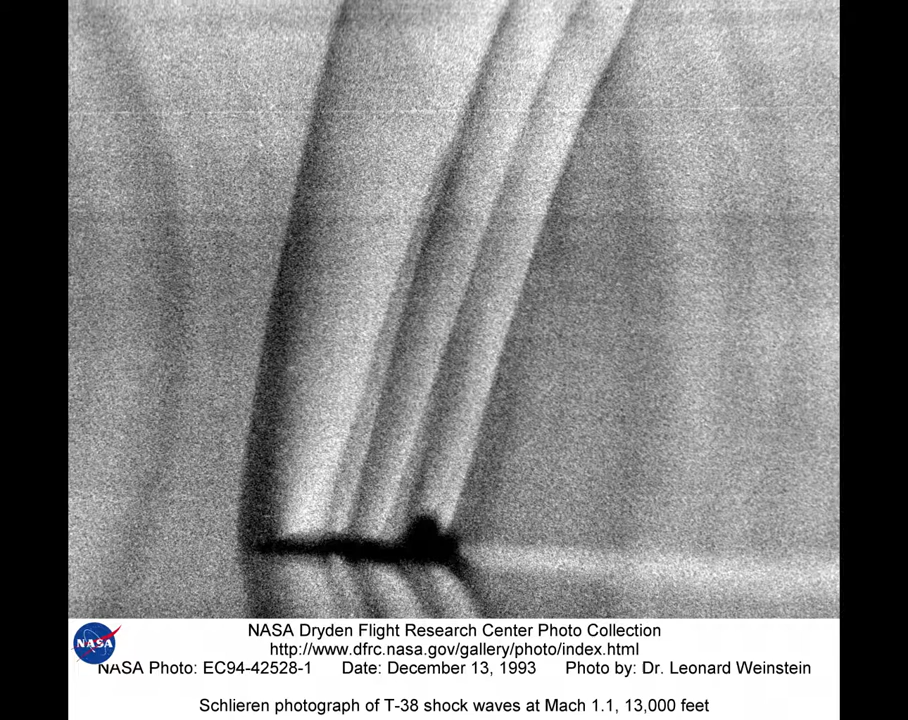 NASA Dryden Flight Research Center Photo Collection
http://www.dfrc.nasa.gov/gallery/photo/index.html
NASA
NASA Photo: EC94-42528-1 Date: December 13, 1993 Photo by: Dr. Leonard Weinstein
Schlieren photograph of T-38 shock waves at Mach 1.1, 13,000 feet